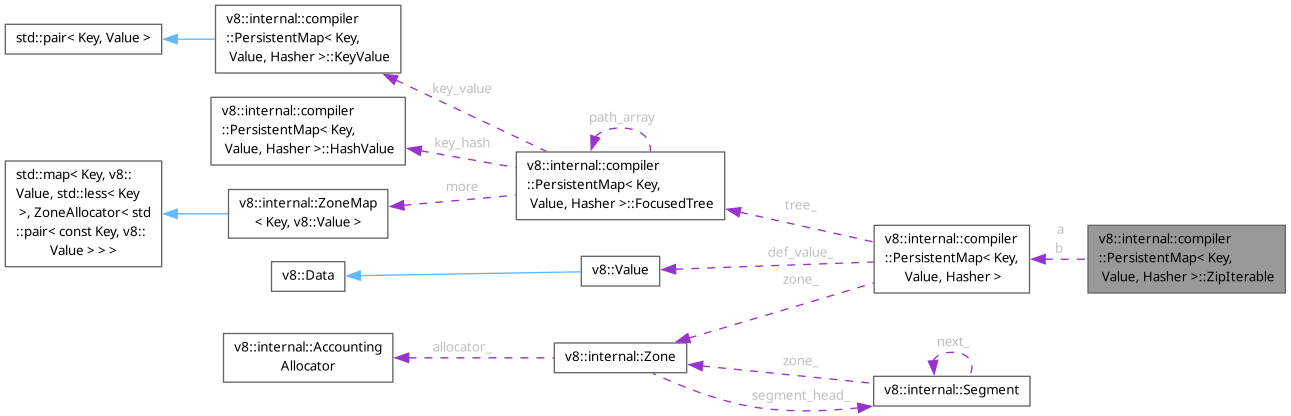 std::pair< Key, Value >
v8::internal::compiler
::PersistentMap< Key,
Value, Hasher >::KeyValue
key_value
v8::internal::compiler
::PersistentMap< Key,
Value, Hasher >::HashValue
key_hash
path_array
v8::internal::compiler
::PersistentMap< Key,
Value, Hasher >::FocusedTree
std::map< Key, v8::
Value, std::less< Key
>, ZoneAllocator< std
::pair< const Key, v8::
Value > > >
v8::internal::ZoneMap
< Key, v8::Value >
more
tree_
v8::Data
v8::Value
def_value_
zone_
v8::internal::compiler
::PersistentMap< Key,
Value, Hasher >
a
b
v8::internal::compiler
::PersistentMap< Key,
Value, Hasher >::ZipIterable
v8::internal::Accounting
Allocator
allocator_
v8::internal::Zone
zone_
segment_head_
next_
v8::internal::Segment